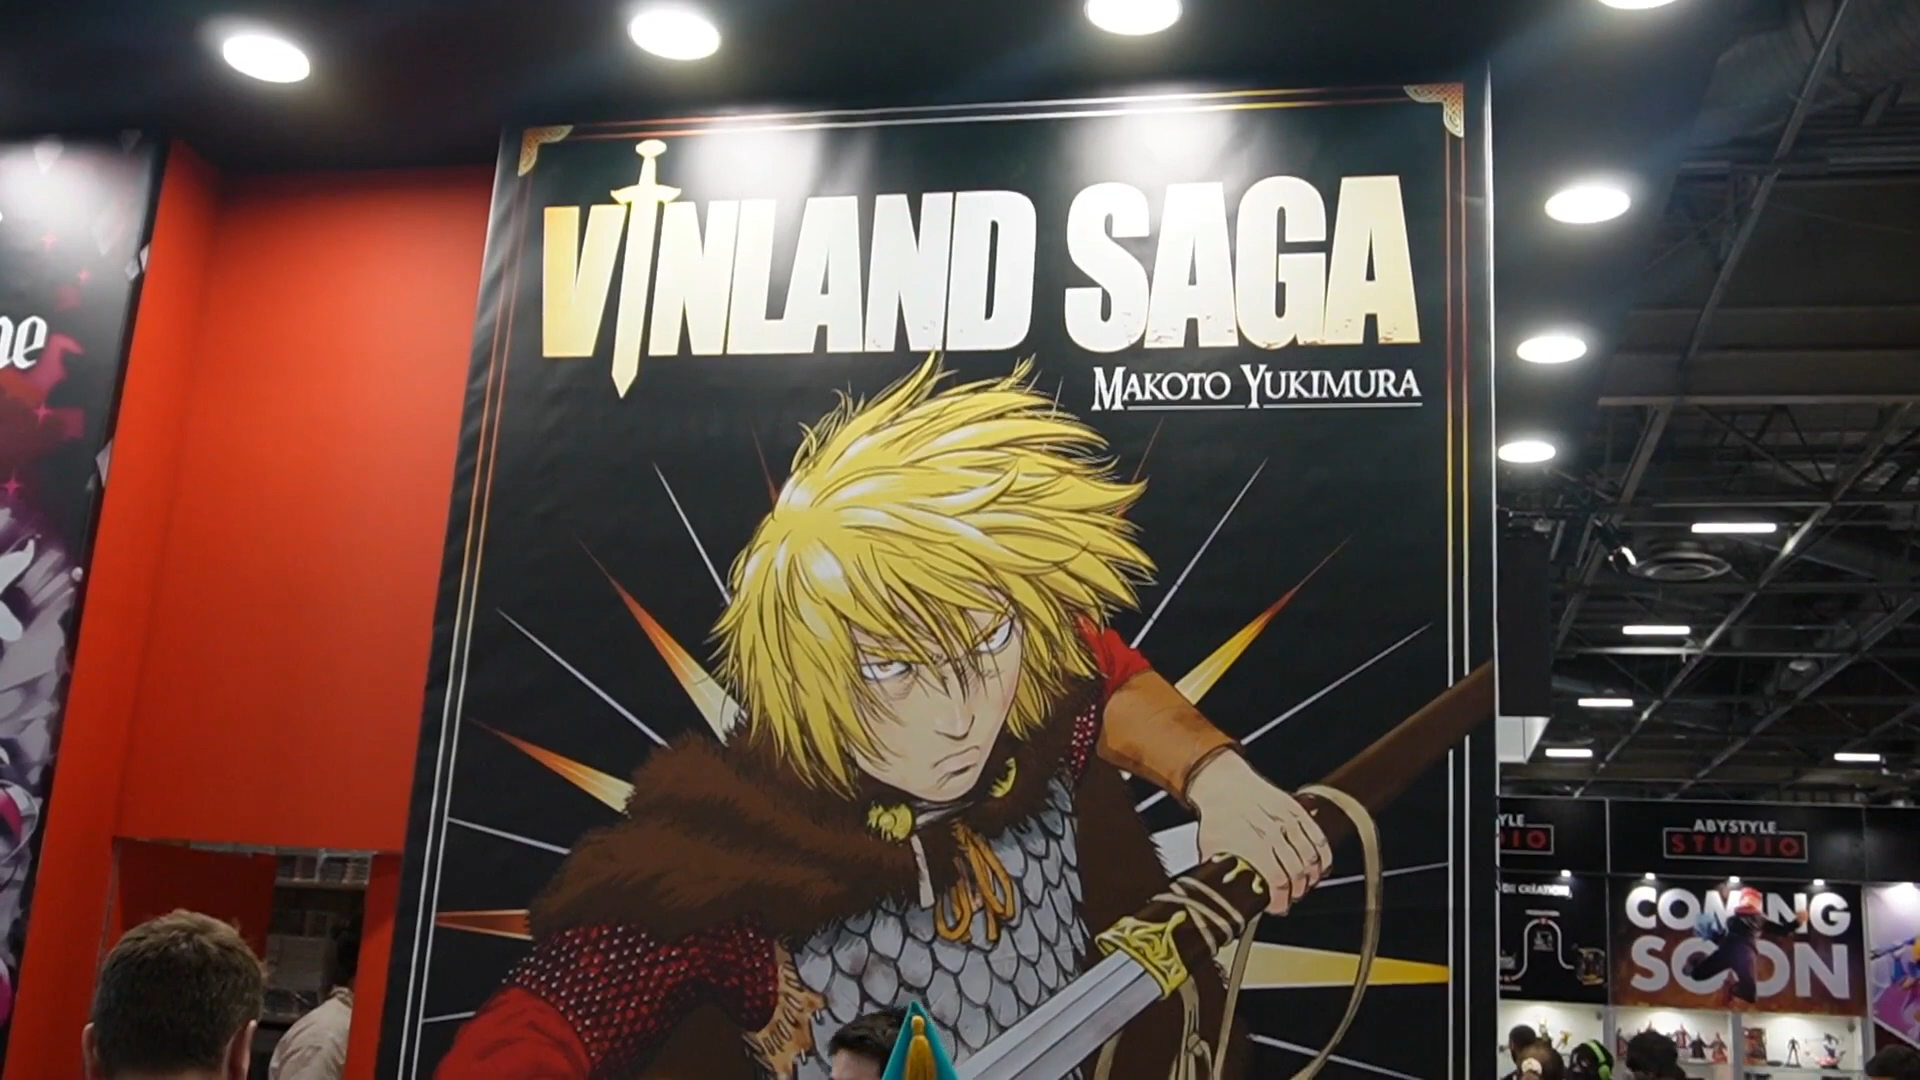 VINLAND SAGA
MAKOTO YUKIMURA
ABYSTYLE
STUDIO
COMING
SOON